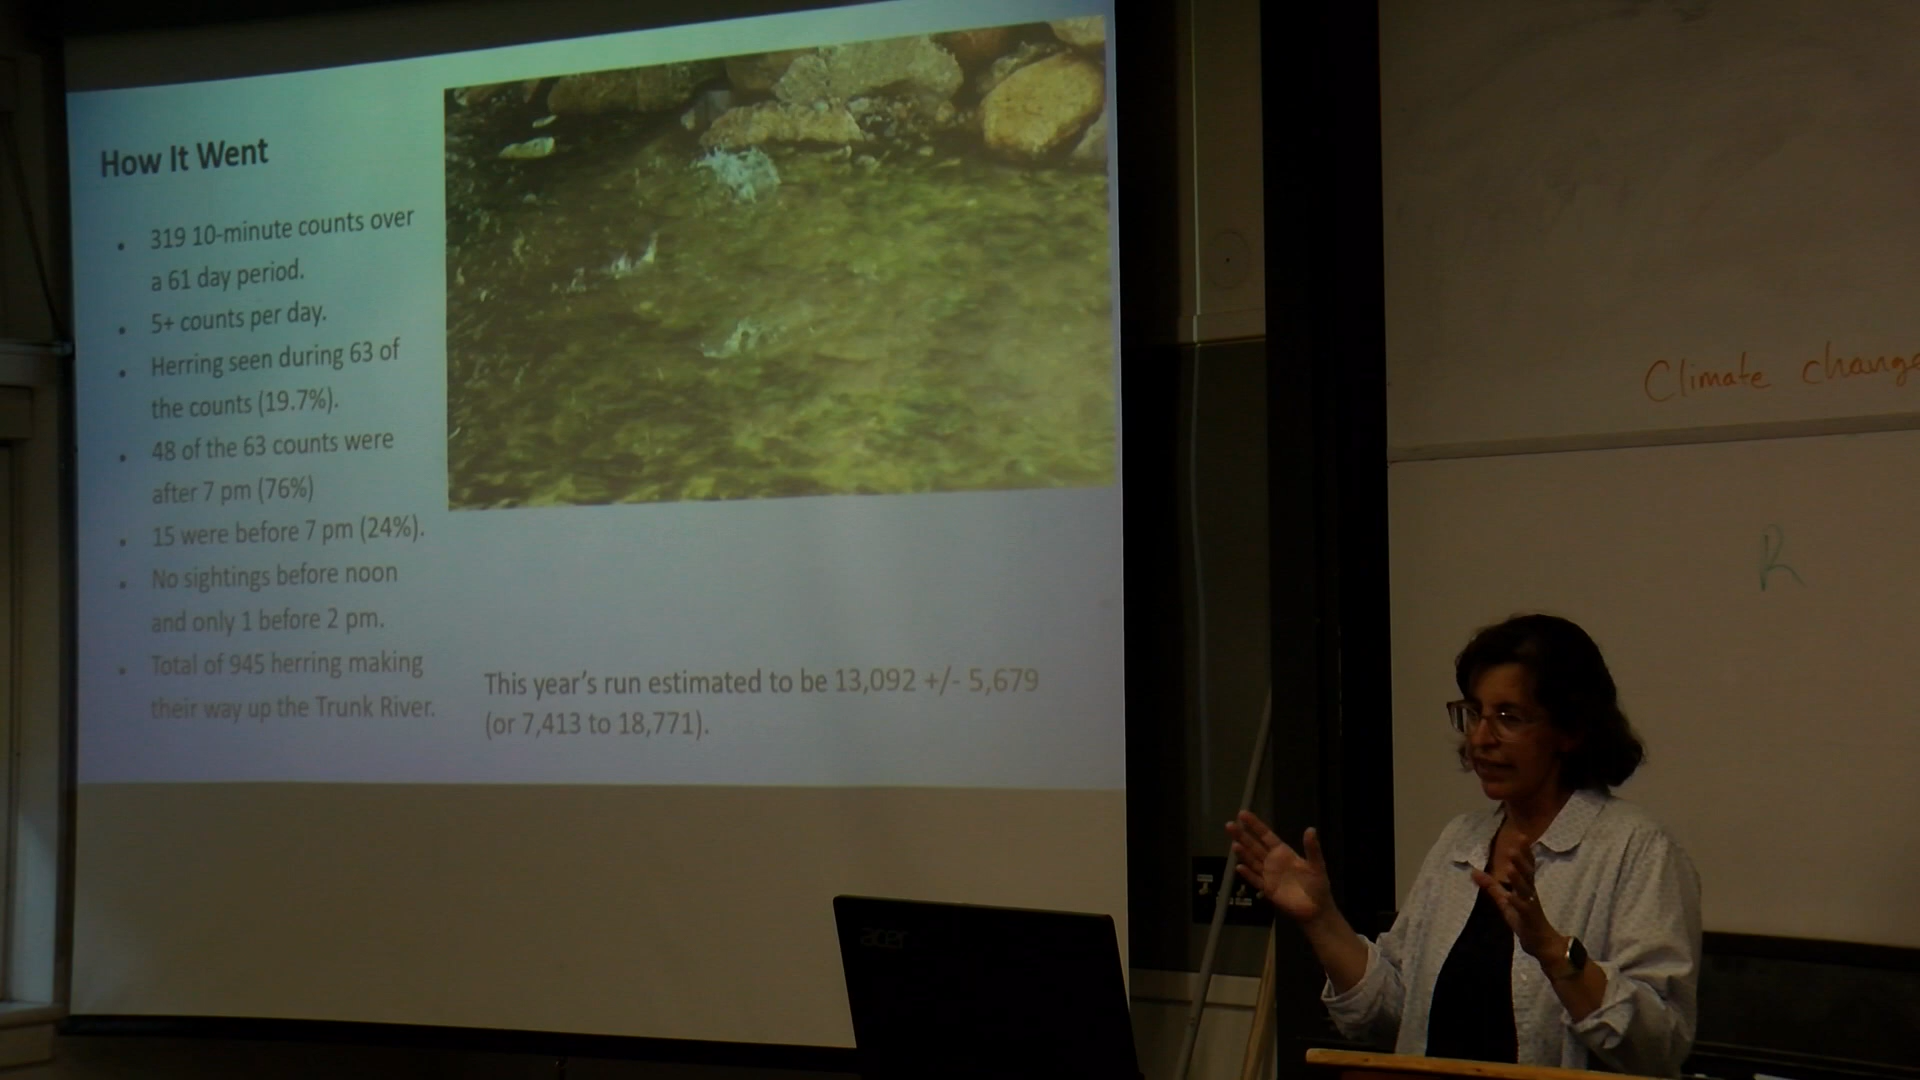 How It Went
319 10-minute counts over
a 61 day period.
5+ counts per day.
Herring seen during 63 of
the counts (19.7%).
48 of the 63 counts were
after 7 pm (76%)
15 were before 7 pm (24%).
No sightings before noon
and only 1 before 2 pm.
Total of 945 herring making
their way up the Trunk River.
This year's run estimated to be 13,092 +/- 5,679
(or 7,413 to 18,771).
Climate change
R
acer